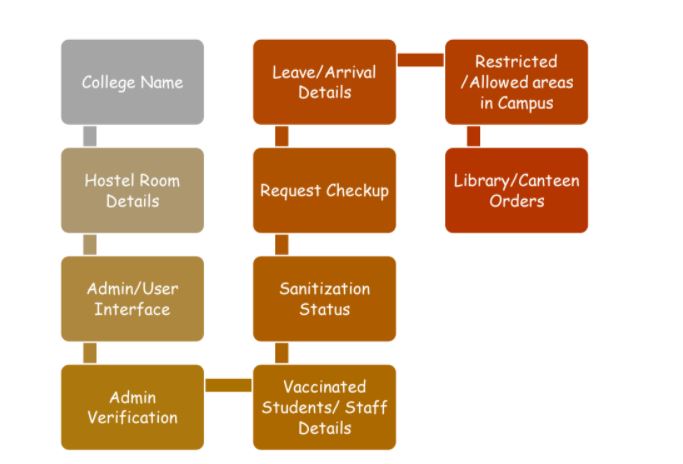 College Name
Hostel Room
Details
Admin/User
Interface
Admin
Verification
Vaccinated
Students/ Staff
Details
Sanitization
Status
Request Checkup
Leave/Arrival
Details
Restricted
/Allowed areas
in Campus
Library/Canteen
Orders